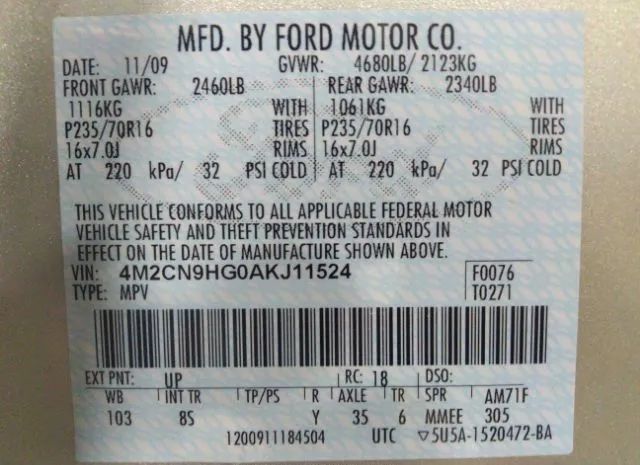 MFD. BY FORD MOTOR CO.
DATE: 11/09 GVWR: 4680LB/ 2123KG
FRONT GAWR: 2460LB REAR GAWR: 2340LB
1116KG WITH 1061KG WITH
P235/70R16 TIRES P235/70R16 TIRES
16x7.0J RIMS 16x7.0J RIMS
AT 220 kPa/ 32 PSI COLD AT 220 kPa/ 32 PSI COLD
THIS VEHICLE CONFORMS TO ALL APPLICABLE FEDERAL MOTOR
VEHICLE SAFETY AND THEFT PREVENTION STANDARDS IN
EFFECT ON THE DATE OF MANUFACTURE SHOWN ABOVE.
VIN: 4M2CN9HG0AKJ11524 F0076
TYPE: MPV T0271
EXT PNT: UP RC: 18 DSO:
WB INT TR TP/PS R AXLE TR SPR AM71F
103 8S Y 35 6 MMEE 305
1200911184504 UTC ▽5U5A-1520472-BA